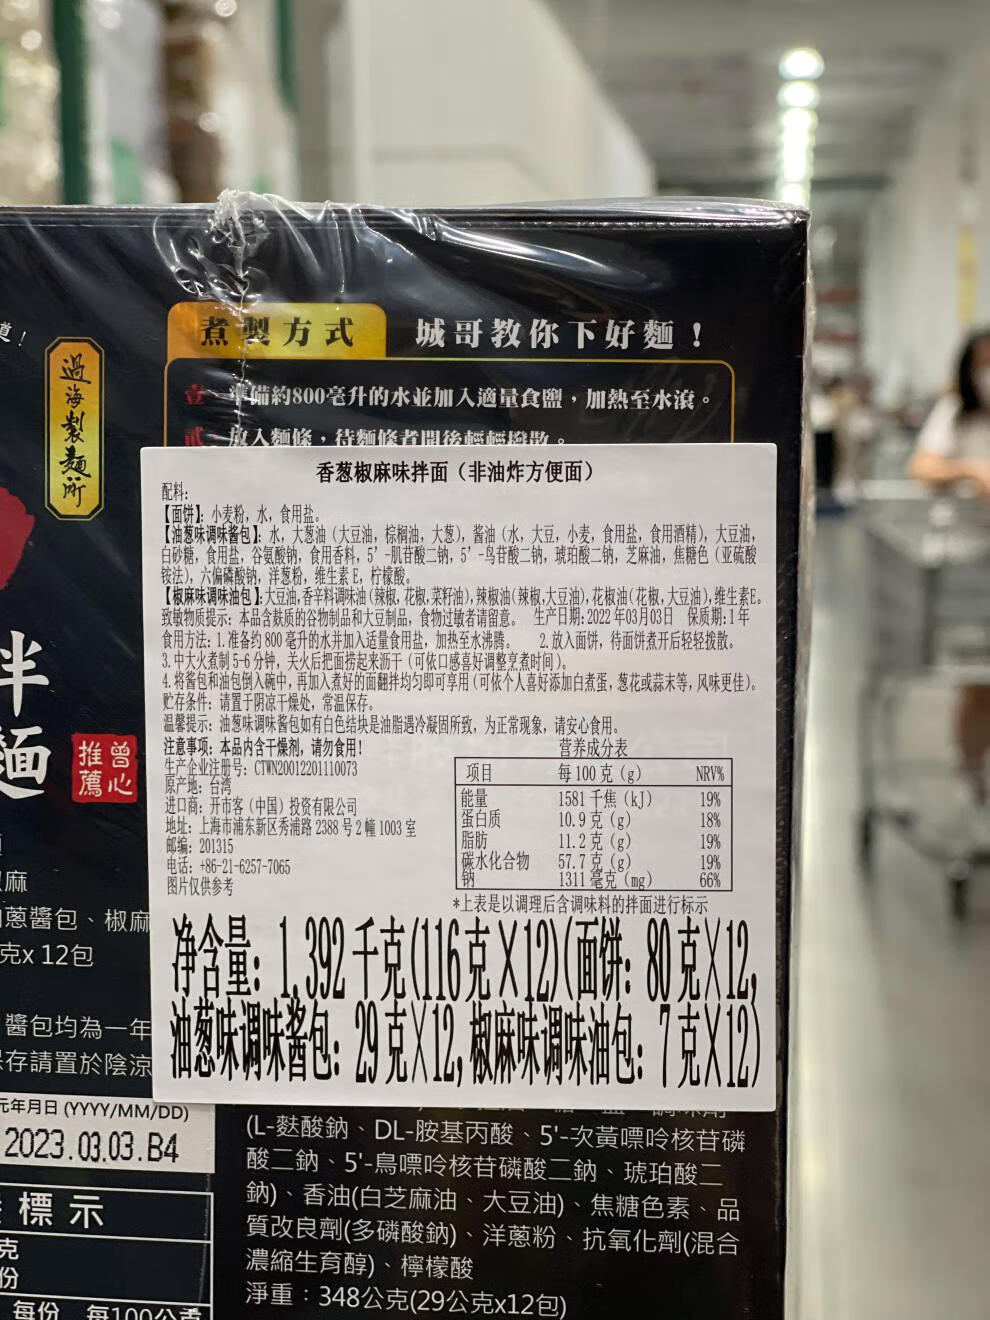 道！
過海製麵所
煮製方式
城哥教你下好麵！
壹、準備約800毫升的水並加入適量食鹽，加熱至水滾。
貳、放入麵條，待麵條煮開後輕輕撥散。
香葱椒麻味拌面（非油炸方便面）
配料：
【面饼】：小麦粉，水，食用盐。
【油葱味调味酱包】：水，大葱油（大豆油，棕榈油，大葱），酱油（水，大豆，小麦，食用盐，食用酒精），大豆油，
白砂糖，食用盐，谷氨酸钠，食用香料，5’-肌苷酸二钠，5’-鸟苷酸二钠，琥珀酸二钠，芝麻油，焦糖色（亚硫酸
铵法），六偏磷酸钠，洋葱粉，维生素E，柠檬酸。
【椒麻味调味油包】：大豆油，香辛料调味油（辣椒，花椒，菜籽油），辣椒油（辣椒，大豆油），花椒油（花椒，大豆油），维生素E。
致敏物质提示：本品含麸质的谷物制品和大豆制品，食物过敏者请留意。 生产日期：2022年03月03日 保质期：1年
食用方法：1.准备约800毫升的水并加入适量食用盐，加热至水沸腾。 2.放入面饼，待面饼煮开后轻轻拨散。
3.中大火煮制5-6分钟，关火后把面捞起来沥干（可依口感喜好调整烹煮时间）。
4.将酱包和油包倒入碗中，再加入煮好的面翻拌均匀即可享用（可依个人喜好添加白煮蛋，葱花或蒜末等，风味更佳）。
贮存条件：请置于阴凉干燥处，常温保存。
温馨提示：油葱味调味酱包如有白色结块是油脂遇冷凝固所致，为正常现象，请安心食用。
注意事项：本品内含干燥剂，请勿食用！
生产企业注册号：CTWN20012201110073
原产地：台湾
进口商：开市客（中国）投资有限公司
地址：上海市浦东新区秀浦路2388号2幢1003室
邮编：201315
电话：+86-21-6257-7065
图片仅供参考
营养成分表
项目 每100克（g） NRV%
能量 1581千焦（kJ） 19%
蛋白质 10.9克（g） 18%
脂肪 11.2克（g） 19%
碳水化合物 57.7克（g） 19%
钠 1311毫克（mg） 66%
*上表是以调理后含调味料的拌面进行标示
净含量：1.392千克(116克×12)(面饼：80克×12,
油葱味调味酱包：29克×12,椒麻味调味油包：7克×12)
拌
麵
曾心
推薦
麻
蔥醬包、椒麻
克x 12包
醬包均為一年
存請置於陰涼
元年月日 (YYYY/MM/DD)
2023.03.03.B4
標示
克
份
每份 每100公克
(L-麩酸鈉、DL-胺基丙酸、5'-次黃嘌呤核苷磷
酸二鈉、5'-鳥嘌呤核苷磷酸二鈉、琥珀酸二
鈉)、香油(白芝麻油、大豆油)、焦糖色素、品
質改良劑(多磷酸鈉)、洋蔥粉、抗氧化劑(混合
濃縮生育醇)、檸檬酸
淨重：348公克(29公克x12包)